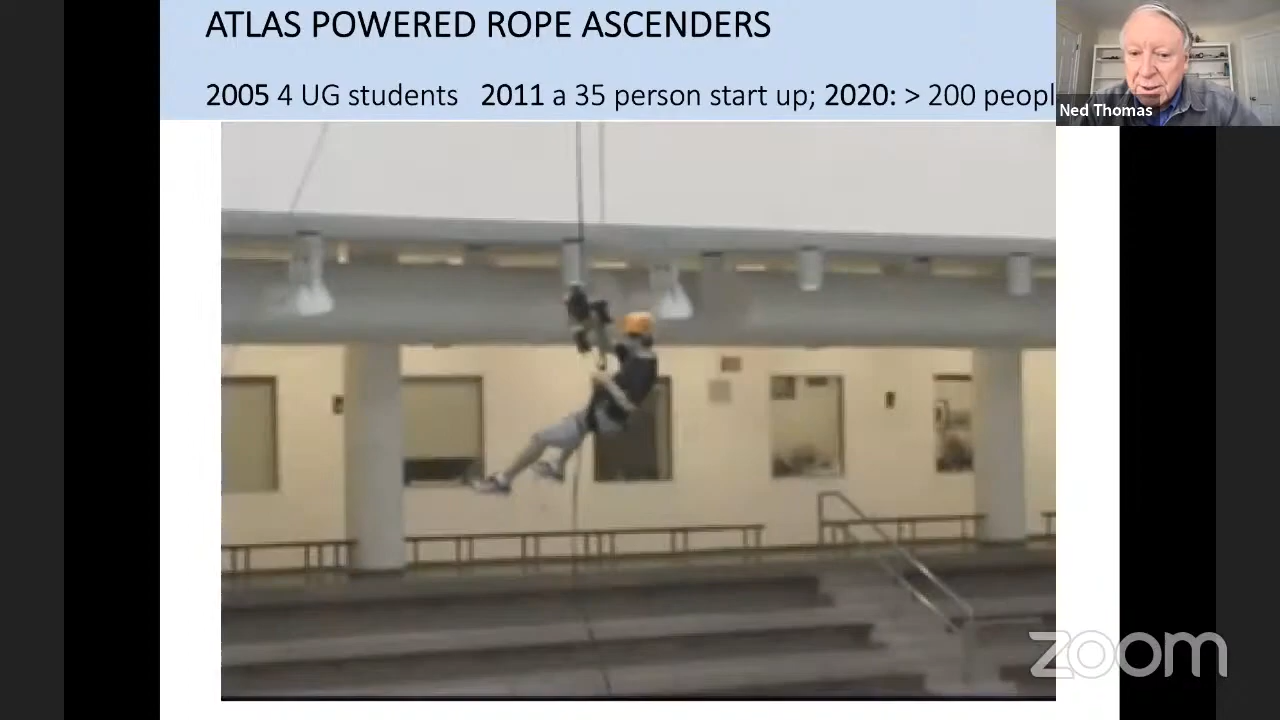 ATLAS POWERED ROPE ASCENDERS
2005 4 UG students 2011 a 35 person start up; 2020: > 200 peopl
Ned Thomas
zoom